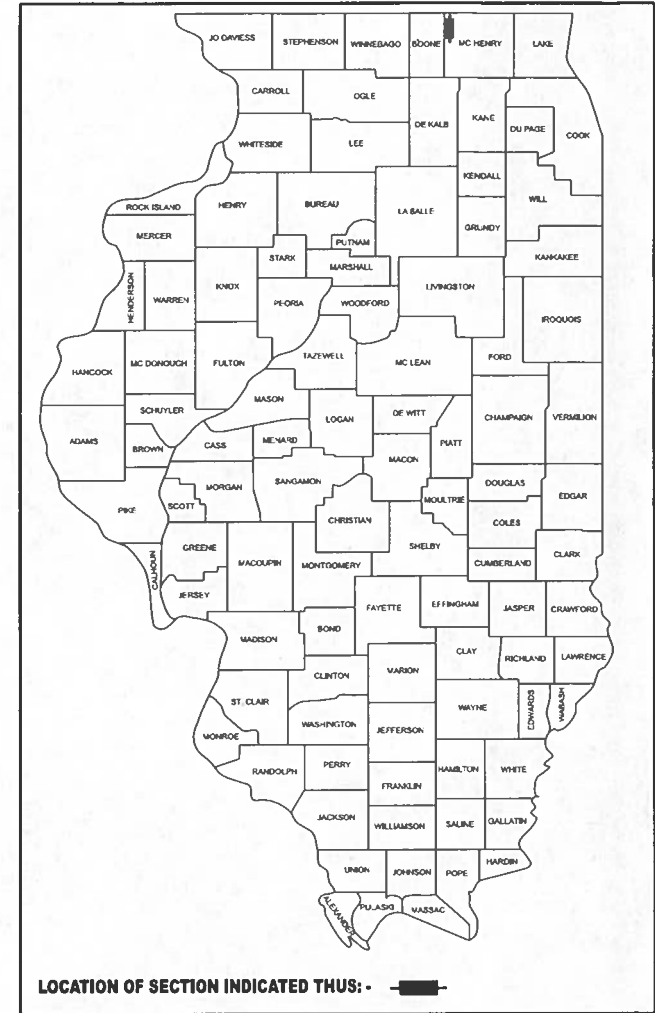 JO DAVIESS
STEPHENSON
WINNEBAGO
BOONE
MC HENRY
LAKE
CARROLL
OGLE
DE KALB
KANE
DU PAGE
COOK
WHITESIDE
LEE
KENDALL
ROCK ISLAND
HENRY
BUREAU
LA SALLE
WILL
MERCER
PUTNAM
GRUNDY
STARK
MARSHALL
KANKAKEE
HENDERSON
WARREN
KNOX
PEORIA
WOODFORD
LIVINGSTON
IROQUOIS
HANCOCK
MC DONOUGH
FULTON
TAZEWELL
MC LEAN
FORD
SCHUYLER
MASON
LOGAN
DE WITT
CHAMPAIGN
VERMILION
ADAMS
BROWN
CASS
MENARD
PIATT
MACON
PIKE
SCOTT
MORGAN
SANGAMON
MOULTRIE
DOUGLAS
EDGAR
CHRISTIAN
COLES
CALHOUN
GREENE
MACOUPIN
MONTGOMERY
SHELBY
CUMBERLAND
CLARK
JERSEY
FAYETTE
EFFINGHAM
JASPER
CRAWFORD
MADISON
BOND
CLAY
RICHLAND
LAWRENCE
CLINTON
MARION
ST. CLAIR
WAYNE
EDWARDS
WABASH
MONROE
WASHINGTON
JEFFERSON
RANDOLPH
PERRY
HAMILTON
WHITE
FRANKLIN
JACKSON
WILLIAMSON
SALINE
GALLATIN
UNION
JOHNSON
POPE
HARDIN
ALEXANDER
PULASKI
MASSAC
LOCATION OF SECTION INDICATED THUS: -